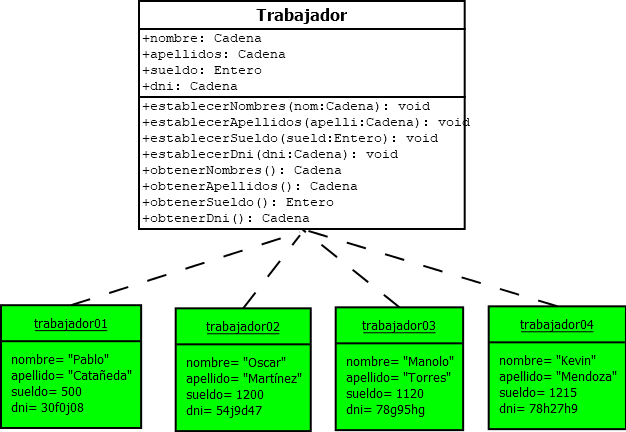 Trabajador
+nombre: Cadena
+apellidos: Cadena
+sueldo: Entero
+dni: Cadena
+establecerNombres(nom:Cadena): void
+establecerApellidos(apelli:Cadena): void
+establecerSueldo(sueld:Entero): void
+establecerDni(dni:Cadena): void
+obtenerNombres(): Cadena
+obtenerApellidos(): Cadena
+obtenerSueldo(): Entero
+obtenerDni(): Cadena
trabajador01
nombre= "Pablo"
apellido= "Catañeda"
sueldo= 500
dni= 30f0j08
trabajador02
nombre= "Oscar"
apellido= "Martínez"
sueldo= 1200
dni= 54j9d47
trabajador03
nombre= "Manolo"
apellido= "Torres"
sueldo= 1120
dni= 78g95hg
trabajador04
nombre= "Kevin"
apellido= "Mendoza"
sueldo= 1215
dni= 78h27h9